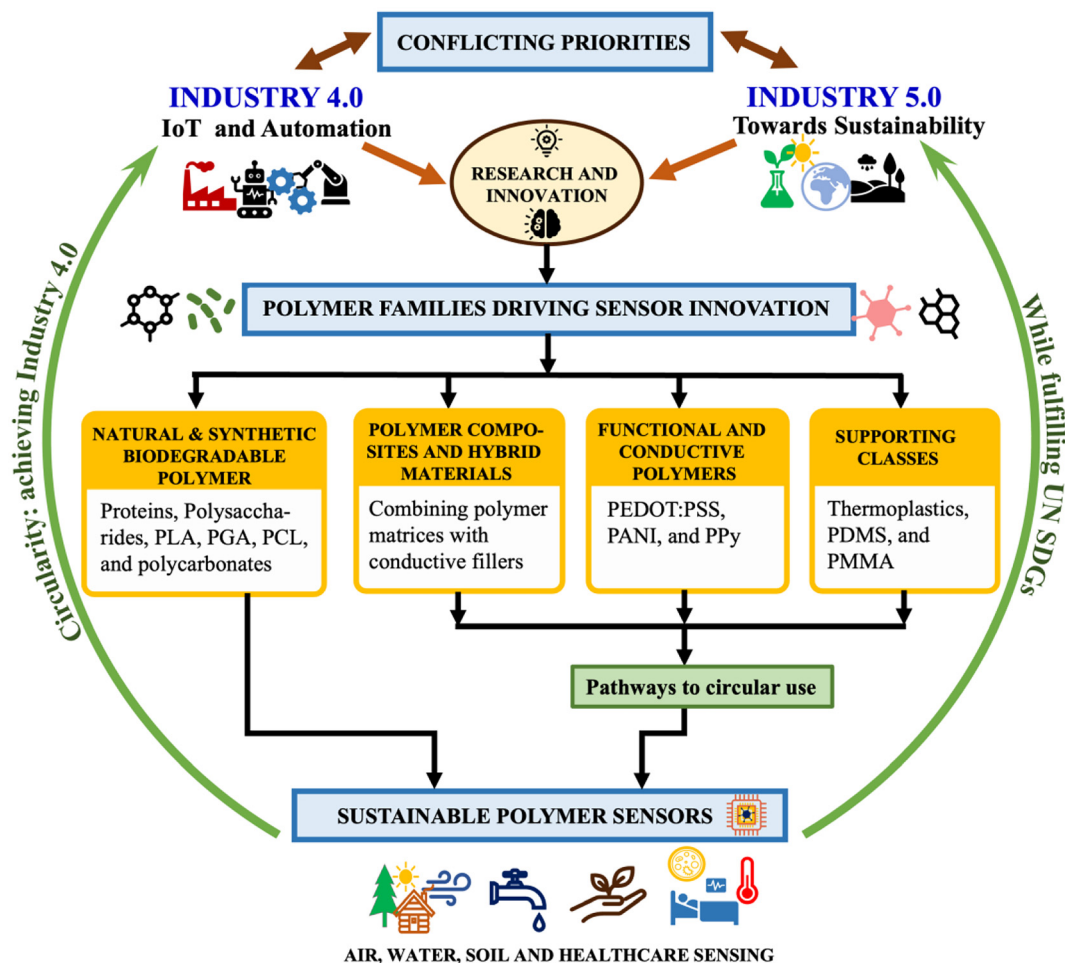 CONFLICTING PRIORITIES
INDUSTRY 4.0
IoT and Automation
INDUSTRY 5.0
Towards Sustainability
RESEARCH AND
INNOVATION
POLYMER FAMILIES DRIVING SENSOR INNOVATION
NATURAL & SYNTHETIC
BIODEGRADABLE
POLYMER
Proteins, Polysaccha-
rides, PLA, PGA, PCL,
and polycarbonates
POLYMER COMPO-
SITES AND HYBRID
MATERIALS
Combining polymer
matrices with
conductive fillers
FUNCTIONAL AND
CONDUCTIVE
POLYMERS
PEDOT:PSS,
PANI, and PPy
SUPPORTING
CLASSES
Thermoplastics,
PDMS, and
PMMA
Pathways to circular use
SUSTAINABLE POLYMER SENSORS
AIR, WATER, SOIL AND HEALTHCARE SENSING
Circularity: achieving Industry 4.0
While fulfilling UN SDGs